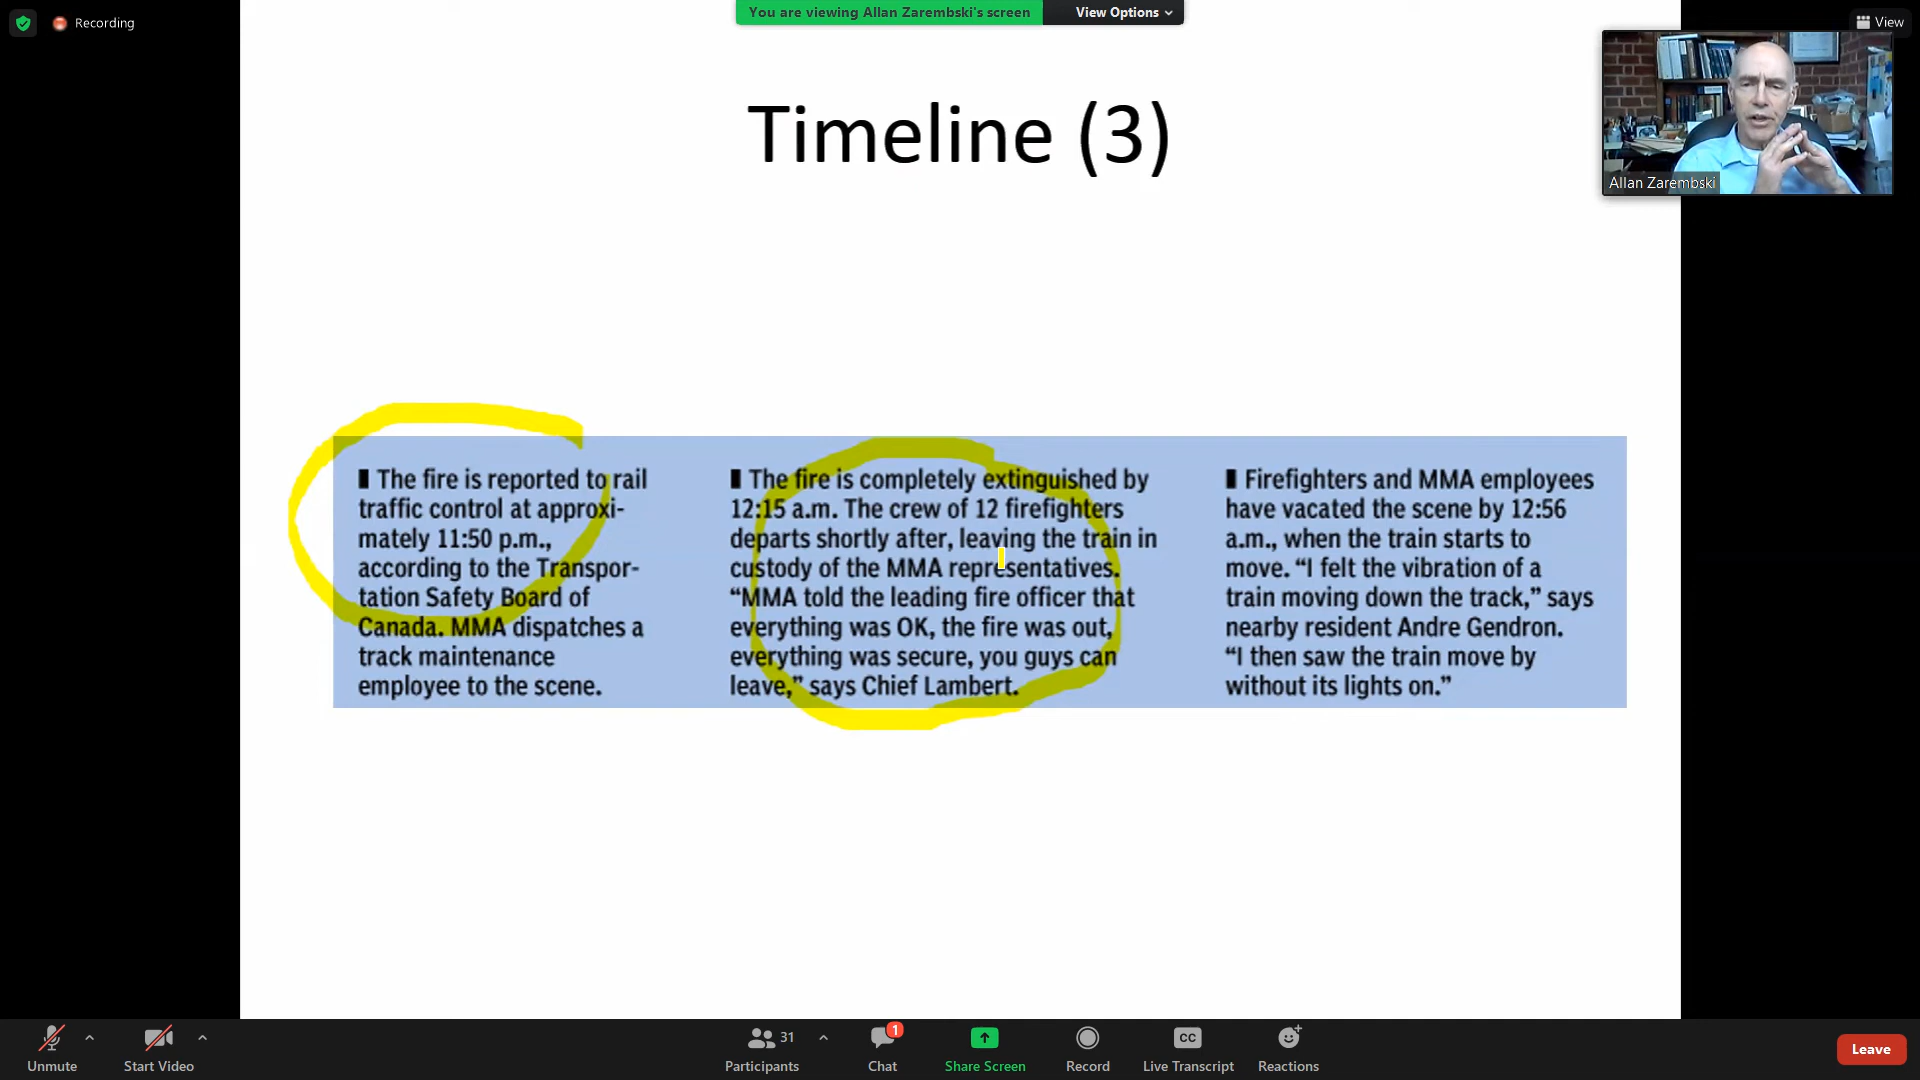 Recording
You are viewing Allan Zarembski's screen
View Options
View
Timeline (3)
Allan Zarembski
▮ The fire is reported to rail
traffic control at approxi-
mately 11:50 p.m.,
according to the Transpor-
tation Safety Board of
Canada. MMA dispatches a
track maintenance
employee to the scene.
▮ The fire is completely extinguished by
12:15 a.m. The crew of 12 firefighters
departs shortly after, leaving the train in
custody of the MMA representatives.
“MMA told the leading fire officer that
everything was OK, the fire was out,
everything was secure, you guys can
leave,” says Chief Lambert.
▮ Firefighters and MMA employees
have vacated the scene by 12:56
a.m., when the train starts to
move. “I felt the vibration of a
train moving down the track,” says
nearby resident Andre Gendron.
“I then saw the train move by
without its lights on.”
Unmute
Start Video
31
Participants
1
Chat
Share Screen
Record
CC
Live Transcript
Reactions
Leave